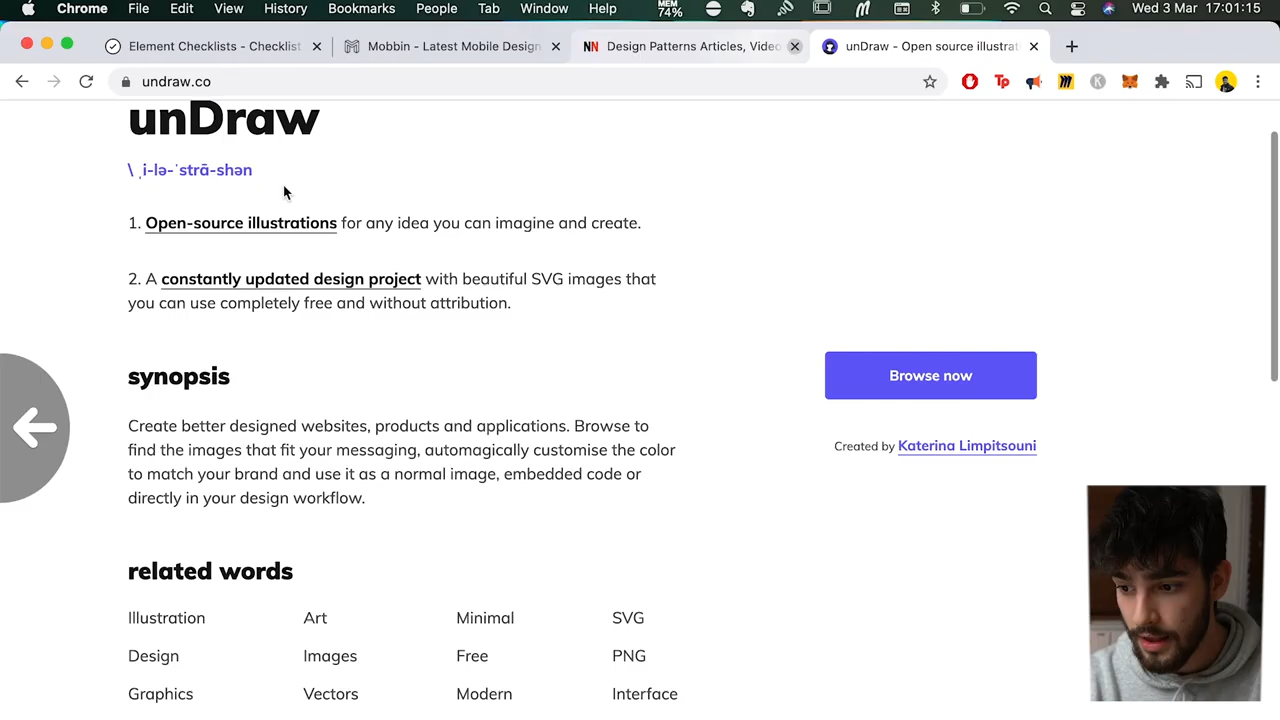 Chrome File Edit View History Bookmarks People Tab Window Help MEM 74% Wed 3 Mar 17:01:15
Element Checklists - Checklist
Mobbin - Latest Mobile Design
NN Design Patterns Articles, Video
unDraw - Open source illustrat
undraw.co
Tp
K
unDraw
\ ˌi-lə-ˈstrā-shən
1. Open-source illustrations for any idea you can imagine and create.
2. A constantly updated design project with beautiful SVG images that
you can use completely free and without attribution.
synopsis
Browse now
Create better designed websites, products and applications. Browse to
find the images that fit your messaging, automagically customise the color
to match your brand and use it as a normal image, embedded code or
directly in your design workflow.
Created by Katerina Limpitsouni
related words
Illustration Art Minimal SVG
Design Images Free PNG
Graphics Vectors Modern Interface